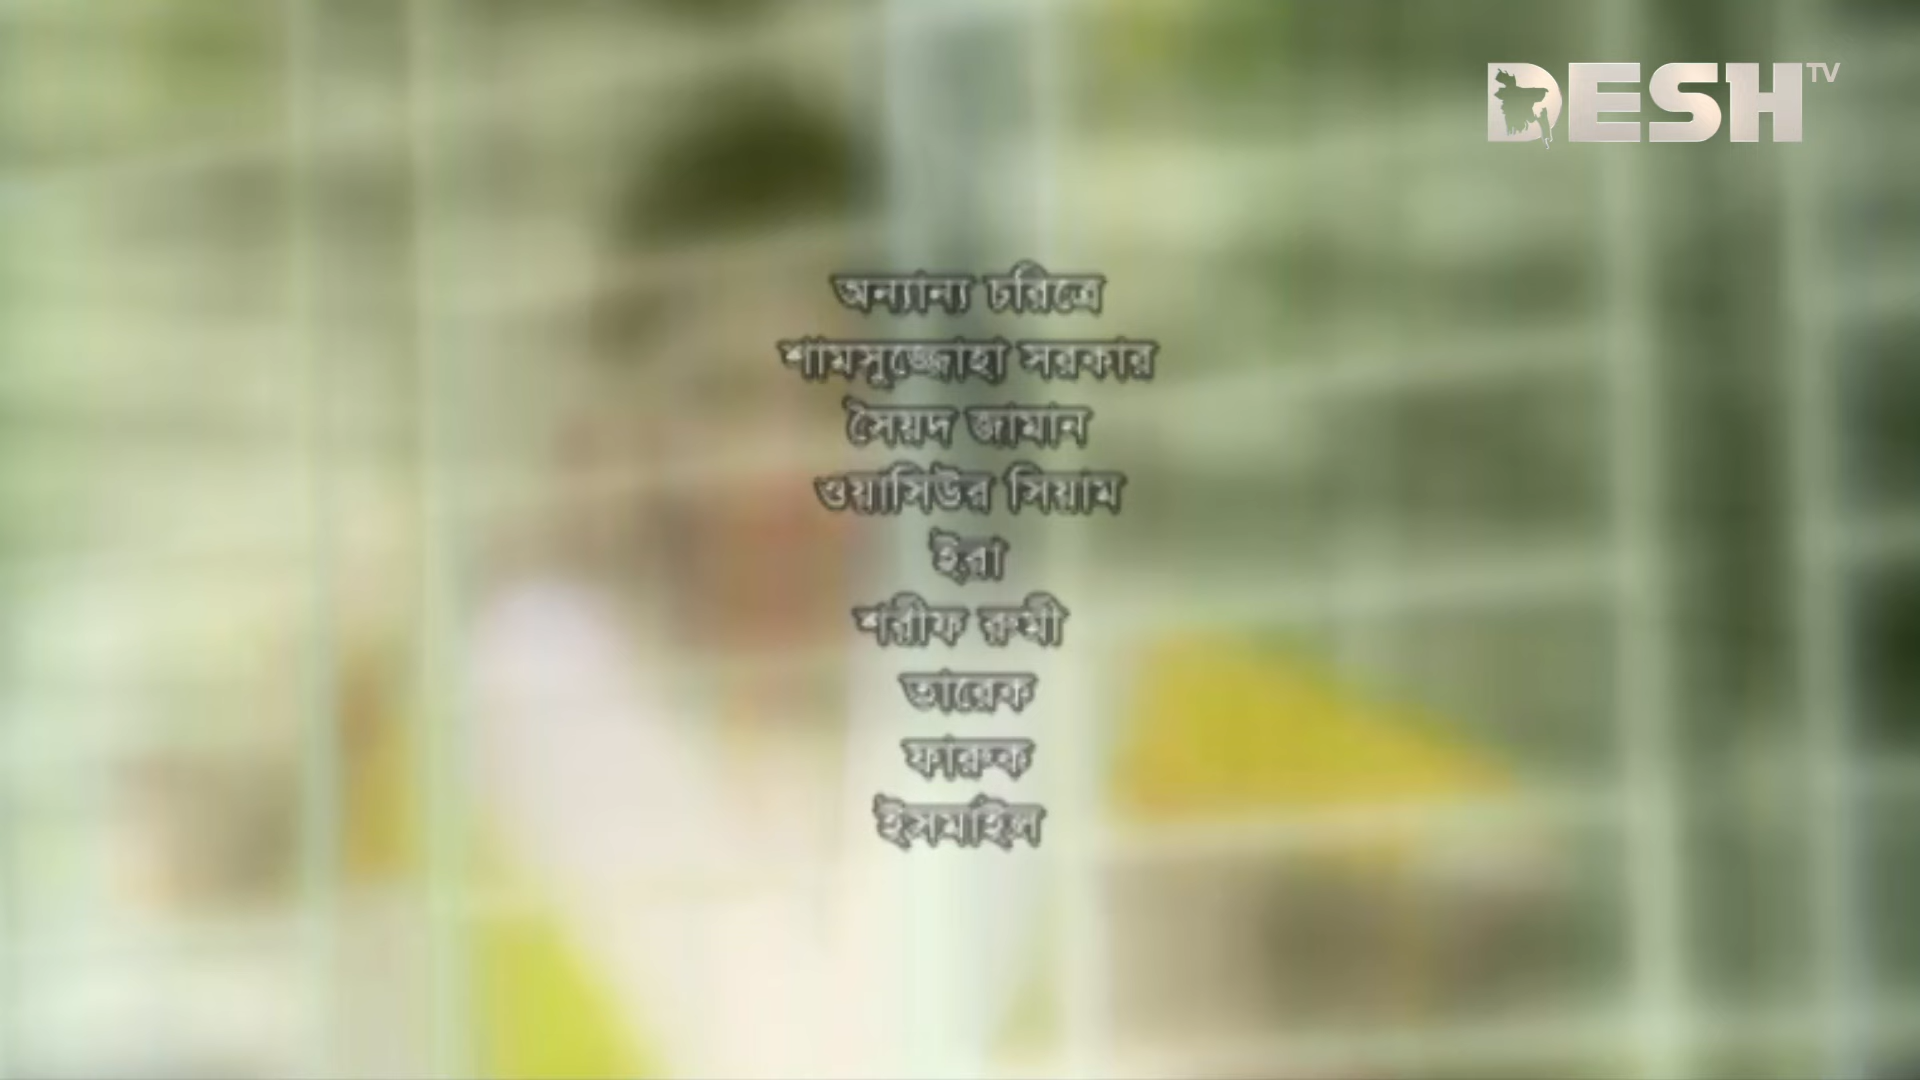 DESH TV
অন্যান্য চরিত্রে
শামসুজ্জোহা সরকার
সৈয়দ জামান
ওয়াসিউর সিয়াম
ইরা
শরীফ রুমী
তারেক
ফারুক
ইসমাইল